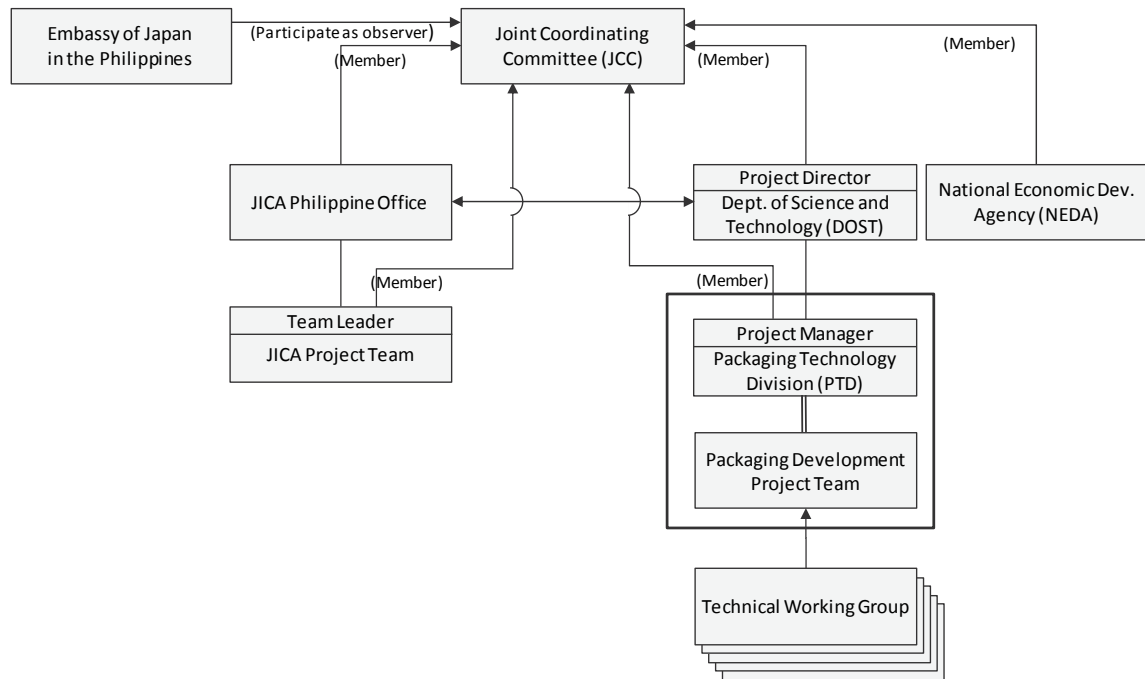 Embassy of Japan
in the Philippines
(Participate as observer)
Joint Coordinating
Committee (JCC)
(Member)
(Member)
(Member)
JICA Philippine Office
Project Director
Dept. of Science and
Technology (DOST)
National Economic Dev.
Agency (NEDA)
(Member)
(Member)
Team Leader
JICA Project Team
Project Manager
Packaging Technology
Division (PTD)
Packaging Development
Project Team
Technical Working Group